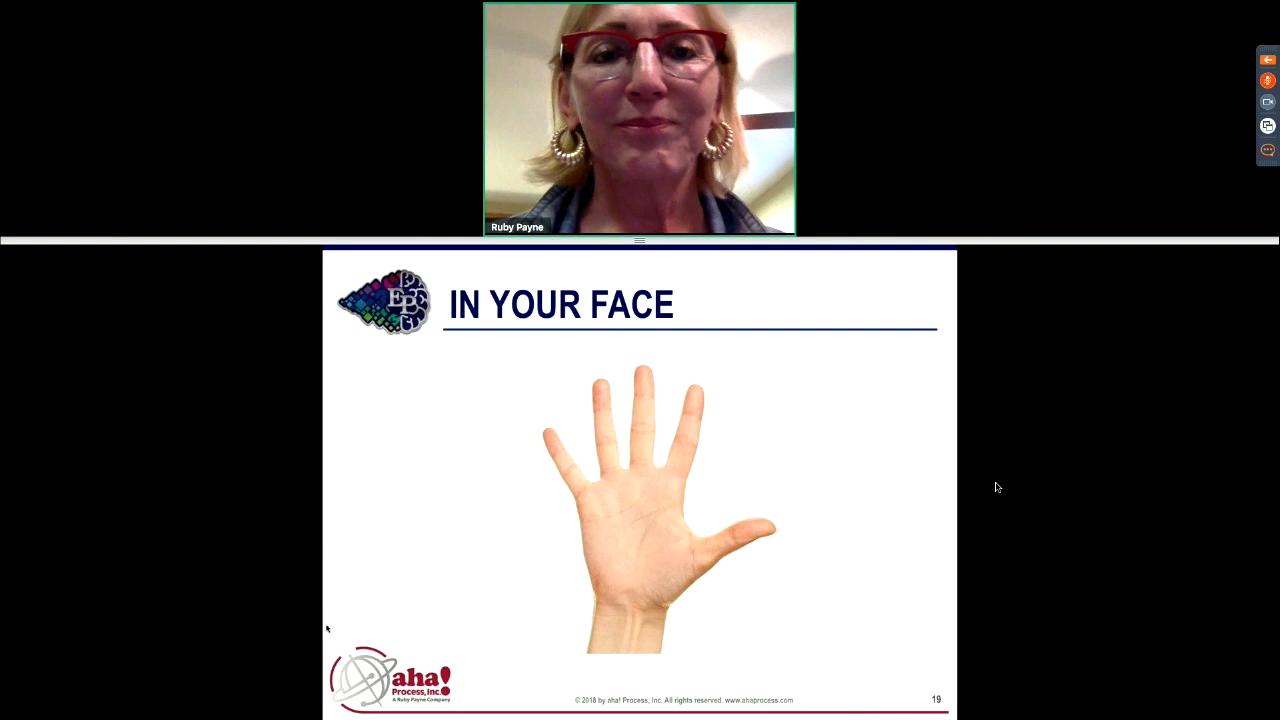 Ruby Payne
EP
IN YOUR FACE
aha!
Process, Inc.
A Ruby Payne Company
© 2018 by aha! Process, Inc. All rights reserved. www.ahaprocess.com
19